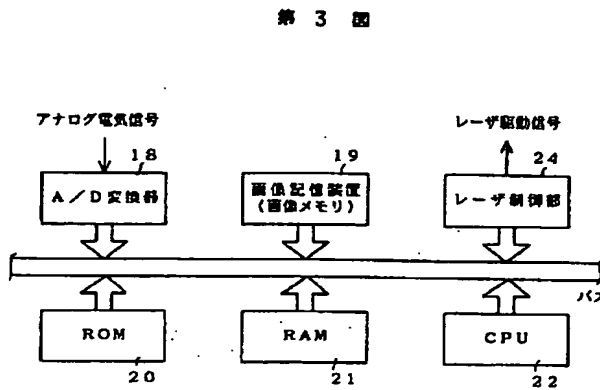 第 3 図
アナログ電気信号
レーザ駆動信号
18
19
24
A/D変換器
画像記憶装置
(画像メモリ)
レーザ制御部
バス
ROM
RAM
CPU
20
21
22